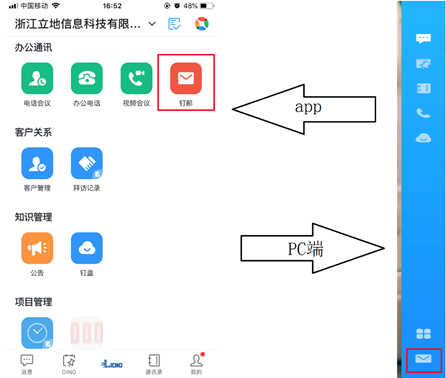 中国移动 16:52 48%
浙江立地信息科技有限...
办公通讯
电话会议 办公电话 视频会议 钉邮
客户关系
客户管理 拜访记录
知识管理
公告 钉盘
项目管理
消息 DING 通讯录 我的
app
PC端